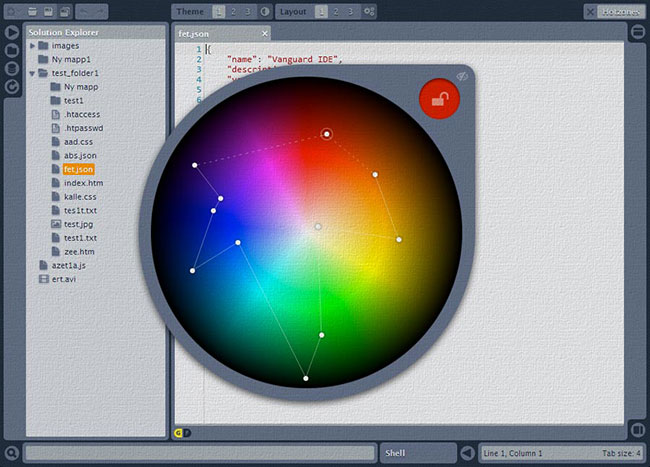 Theme 1 2 3 Layout 1 2 3
Solution Explorer
images
Ny mapp1
test_folder1
Ny mapp
test1
.htaccess
.htpasswd
aad.css
abs.json
fet.json
index.htm
kalle.css
tes1t.txt
test.jpg
test1.txt
zee.htm
azet1a.js
ert.avi
fet.json
1 {
2 "name": "Vanguard IDE",
3
4
5
6
G F
Shell
Line 1, Column 1
Tab size: 4